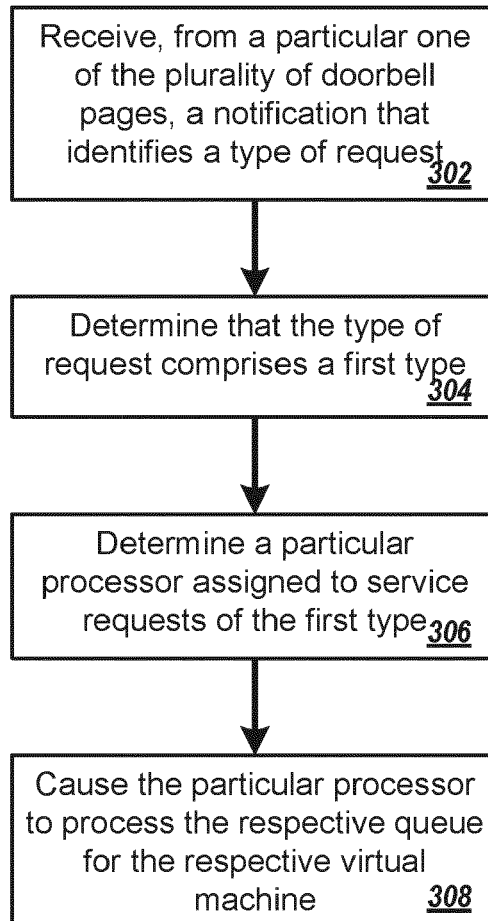 Receive, from a particular one
of the plurality of doorbell
pages, a notification that
identifies a type of request
302
Determine that the type of
request comprises a first type
304
Determine a particular
processor assigned to service
requests of the first type
306
Cause the particular processor
to process the respective queue
for the respective virtual
machine 308